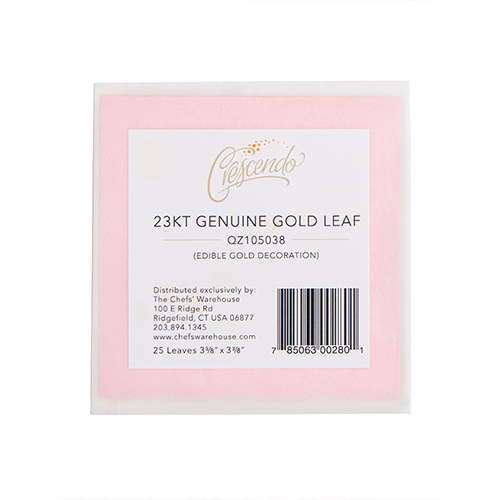 Crescendo
23KT GENUINE GOLD LEAF
QZ105038
(EDIBLE GOLD DECORATION)
Distributed exclusively by:
The Chefs' Warehouse
100 E Ridge Rd
Ridgefield, CT USA 06877
203.894.1345
www.chefswarehouse.com
25 Leaves 3⅜" x 3⅜"
7 85063 00280 1